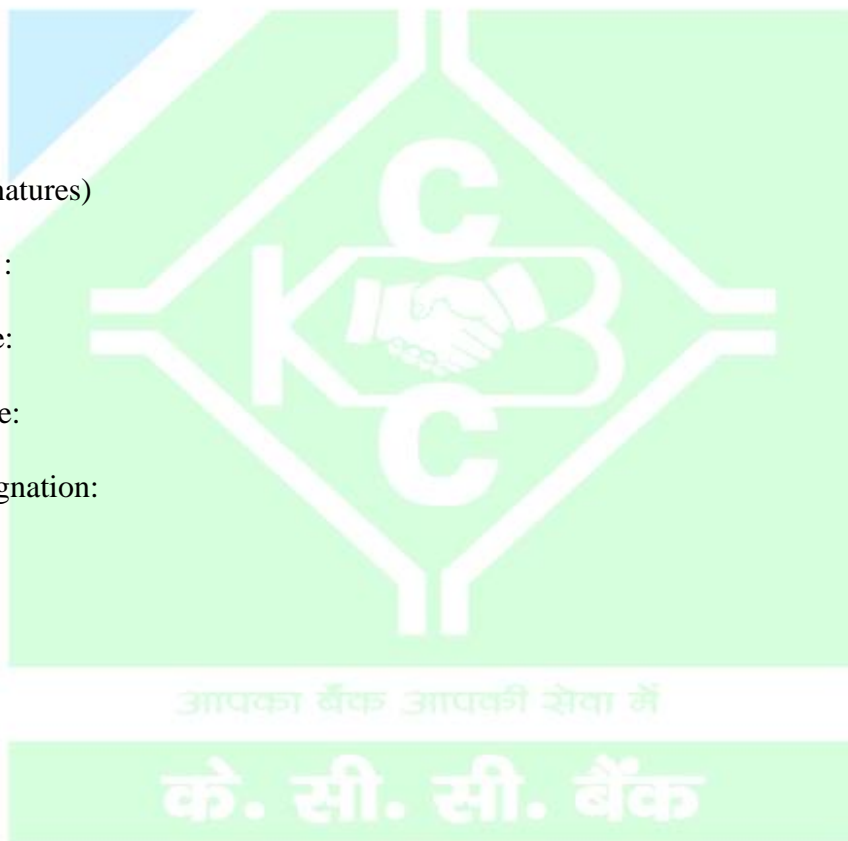 natures)
:
e:
e:
gnation:
C
K B
C
आपका बैंक आपकी सेवा में
के. सी. सी. बैंक